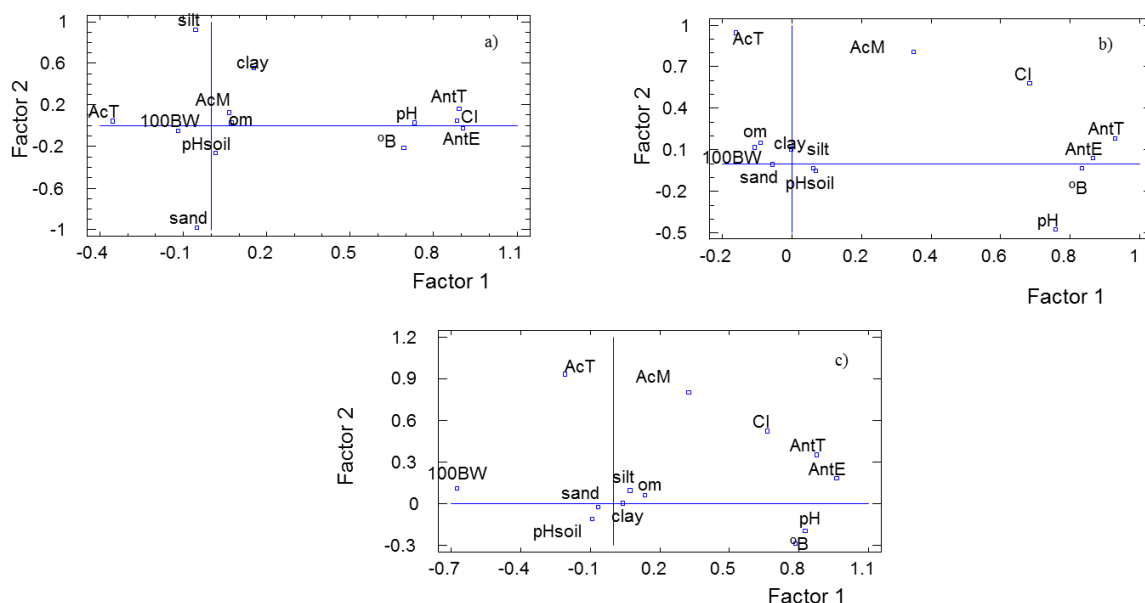 a)
Factor 2
1
0.6
0.2
-0.2
-0.6
-1
silt
clay
AcM
AcT
100BW
om
pHsoil
sand
pH
AntT
CI
AntE
ºB
-0.4 -0.1 0.2 0.5 0.8 1.1
Factor 1
b)
Factor 2
1
0.7
0.4
0.1
-0.2
-0.5
AcT
AcM
CI
AntT
AntE
om
clay
silt
100BW
sand
pHsoil
ºB
pH
-0.2 0 0.2 0.4 0.6 0.8 1
Factor 1
c)
Factor 2
1.2
0.9
0.6
0.3
0
-0.3
AcT
AcM
CI
AntT
AntE
100BW
silt
om
sand
clay
pHsoil
pH
ºB
-0.7 -0.4 -0.1 0.2 0.5 0.8 1.1
Factor 1